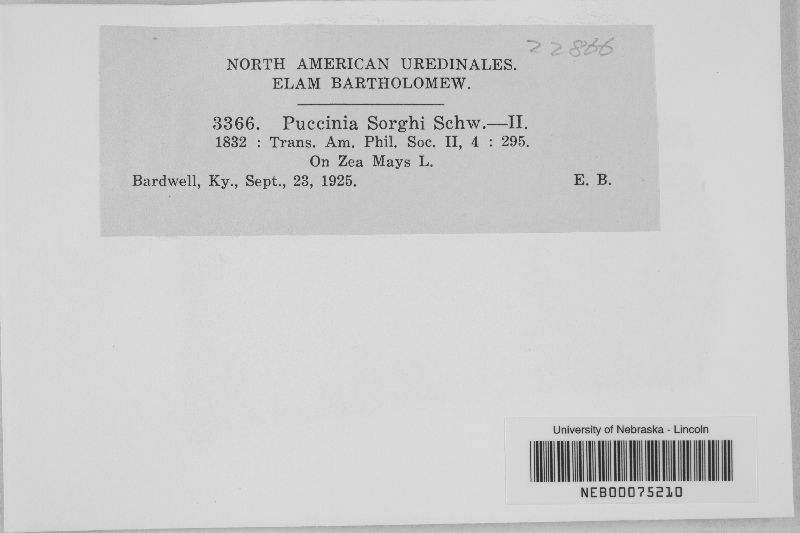 22866
NORTH AMERICAN UREDINALES.
ELAM BARTHOLOMEW.
3366. Puccinia Sorghi Schw.—II.
1832 : Trans. Am. Phil. Soc. II, 4 : 295.
On Zea Mays L.
Bardwell, Ky., Sept., 23, 1925. E. B.
University of Nebraska - Lincoln
NEB00075210